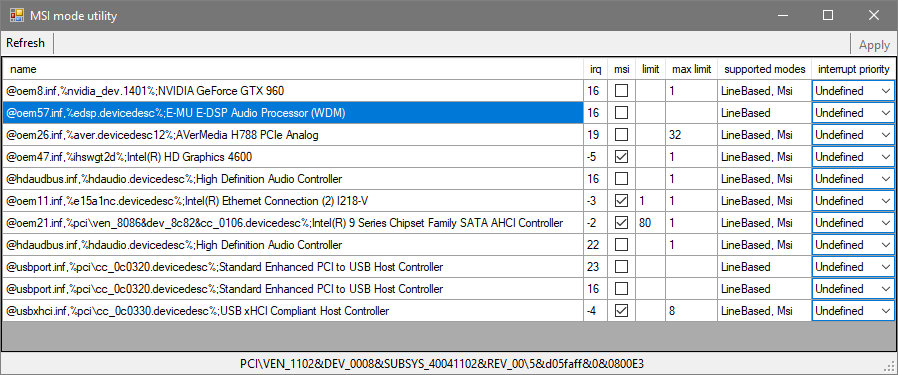 MSI mode utility
Refresh Apply
name irq msi limit max limit supported modes interrupt priority
@oem8.inf,%nvidia_dev.1401%;NVIDIA GeForce GTX 960 16 1 LineBased, Msi Undefined
@oem57.inf,%edsp.devicedesc%;E-MU E-DSP Audio Processor (WDM) 16 LineBased Undefined
@oem26.inf,%aver.devicedesc12%;AVerMedia H788 PCIe Analog 19 32 LineBased, Msi Undefined
@oem47.inf,%ihswgt2d%;Intel(R) HD Graphics 4600 -5 1 LineBased, Msi Undefined
@hdaudbus.inf,%hdaudio.devicedesc%;High Definition Audio Controller 16 1 LineBased, Msi Undefined
@oem11.inf,%e15a1nc.devicedesc%;Intel(R) Ethernet Connection (2) I218-V -3 1 1 LineBased, Msi Undefined
@oem21.inf,%pci\ven_8086&dev_8c82&cc_0106.devicedesc%;Intel(R) 9 Series Chipset Family SATA AHCI Controller -2 80 1 LineBased, Msi Undefined
@hdaudbus.inf,%hdaudio.devicedesc%;High Definition Audio Controller 22 1 LineBased, Msi Undefined
@usbport.inf,%pci\cc_0c0320.devicedesc%;Standard Enhanced PCI to USB Host Controller 23 LineBased Undefined
@usbport.inf,%pci\cc_0c0320.devicedesc%;Standard Enhanced PCI to USB Host Controller 16 LineBased Undefined
@usbxhci.inf,%pci\cc_0c0330.devicedesc%;USB xHCI Compliant Host Controller -4 8 LineBased, Msi Undefined
PCI\VEN_1102&DEV_0008&SUBSYS_40041102&REV_00\5&d05faff&0&0800E3